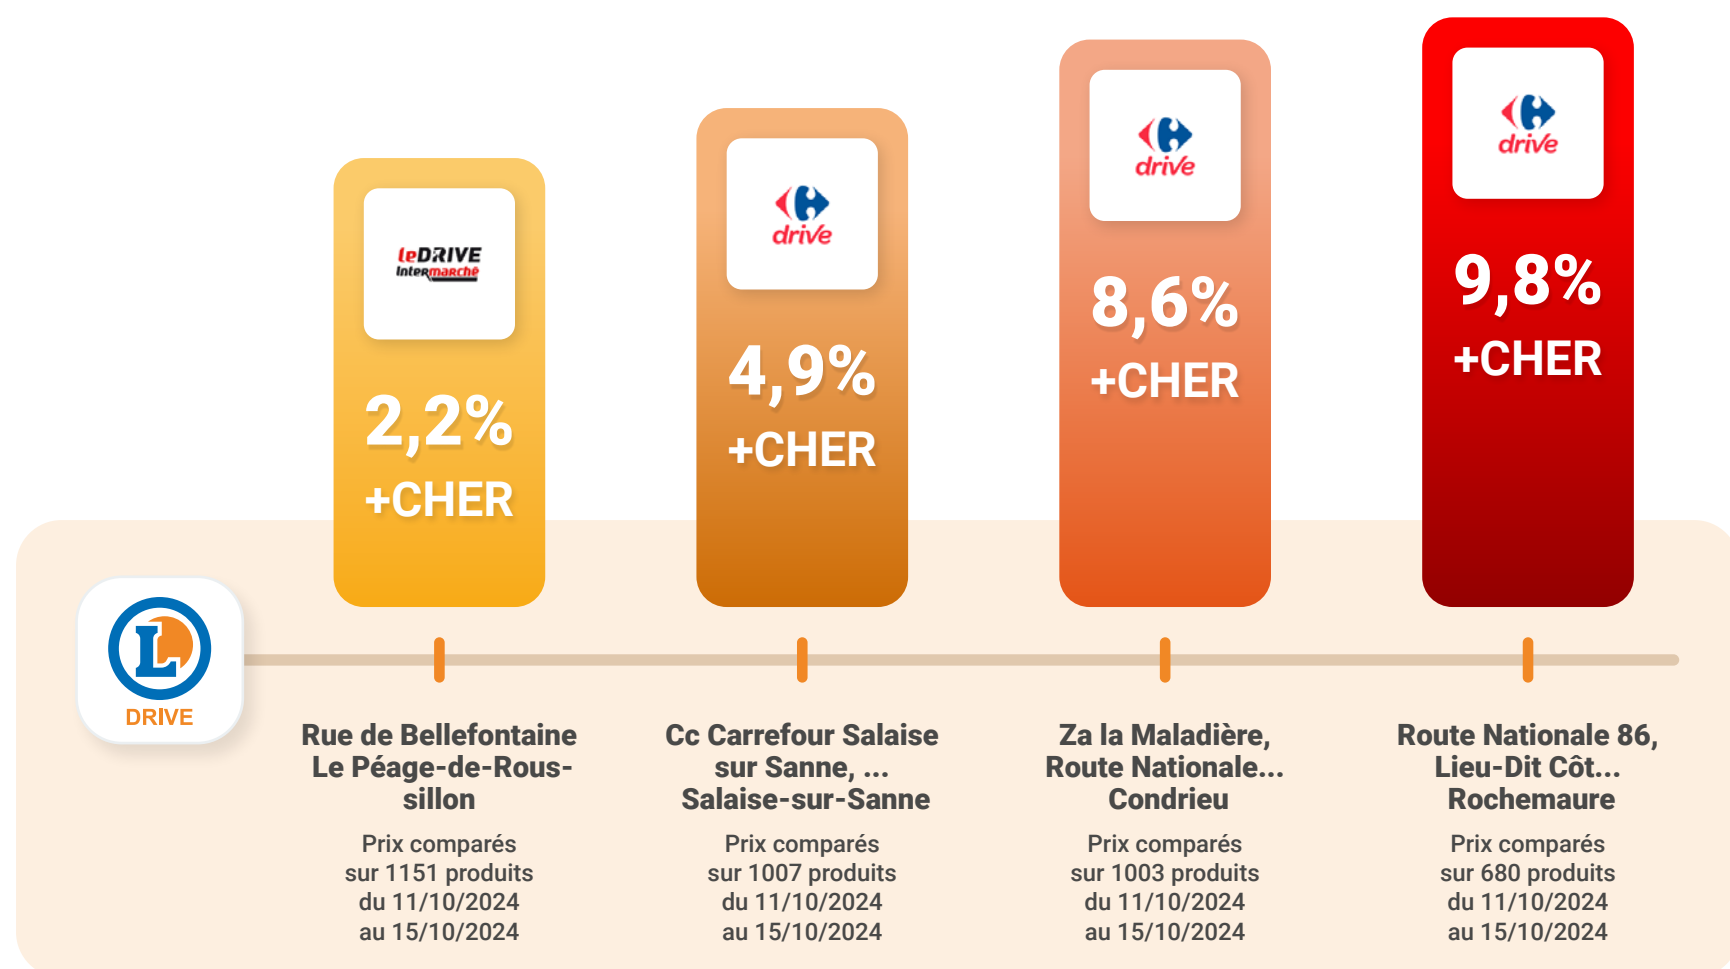 leDRIVE
Intermarché
2,2%
+CHER
drive
4,9%
+CHER
drive
8,6%
+CHER
drive
9,8%
+CHER
L
DRIVE
Rue de Bellefontaine
Le Péage-de-Rous-
sillon
Prix comparés
sur 1151 produits
du 11/10/2024
au 15/10/2024
Cc Carrefour Salaise
sur Sanne, ...
Salaise-sur-Sanne
Prix comparés
sur 1007 produits
du 11/10/2024
au 15/10/2024
Za la Maladière,
Route Nationale...
Condrieu
Prix comparés
sur 1003 produits
du 11/10/2024
au 15/10/2024
Route Nationale 86,
Lieu-Dit Côt...
Rochemaure
Prix comparés
sur 680 produits
du 11/10/2024
au 15/10/2024